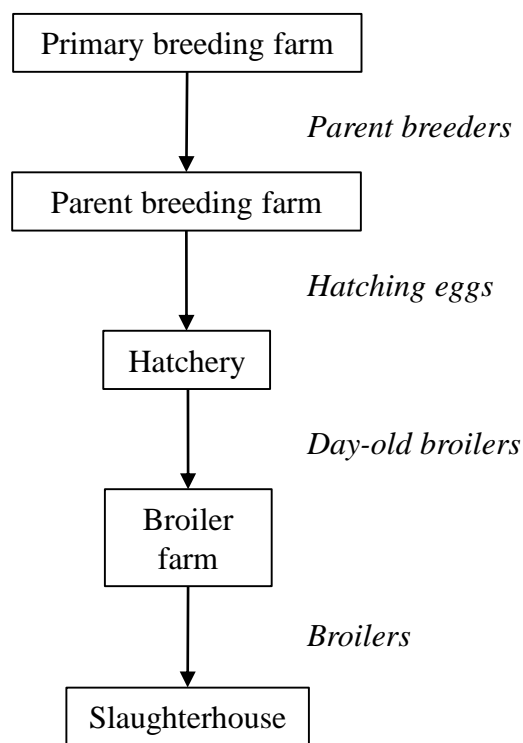 Primary breeding farm
Parent breeders
Parent breeding farm
Hatching eggs
Hatchery
Day-old broilers
Broiler
farm
Broilers
Slaughterhouse